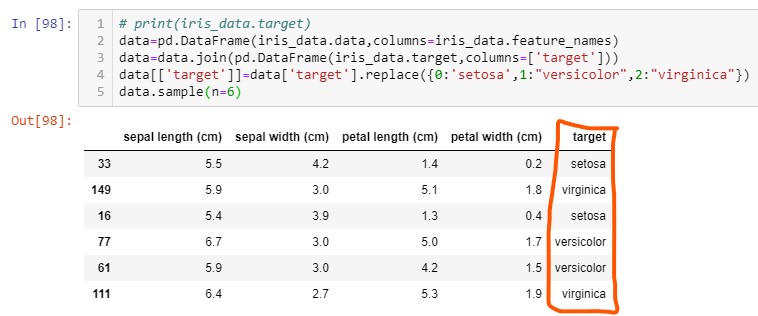 In [98]:
1 # print(iris_data.target)
2 data=pd.DataFrame(iris_data.data,columns=iris_data.feature_names)
3 data=data.join(pd.DataFrame(iris_data.target,columns=['target']))
4 data[['target']]=data['target'].replace({0:'setosa',1:"versicolor",2:"virginica"})
5 data.sample(n=6)
Out[98]:
sepal length (cm) sepal width (cm) petal length (cm) petal width (cm) target
33 5.5 4.2 1.4 0.2 setosa
149 5.9 3.0 5.1 1.8 virginica
16 5.4 3.9 1.3 0.4 setosa
77 6.7 3.0 5.0 1.7 versicolor
61 5.9 3.0 4.2 1.5 versicolor
111 6.4 2.7 5.3 1.9 virginica